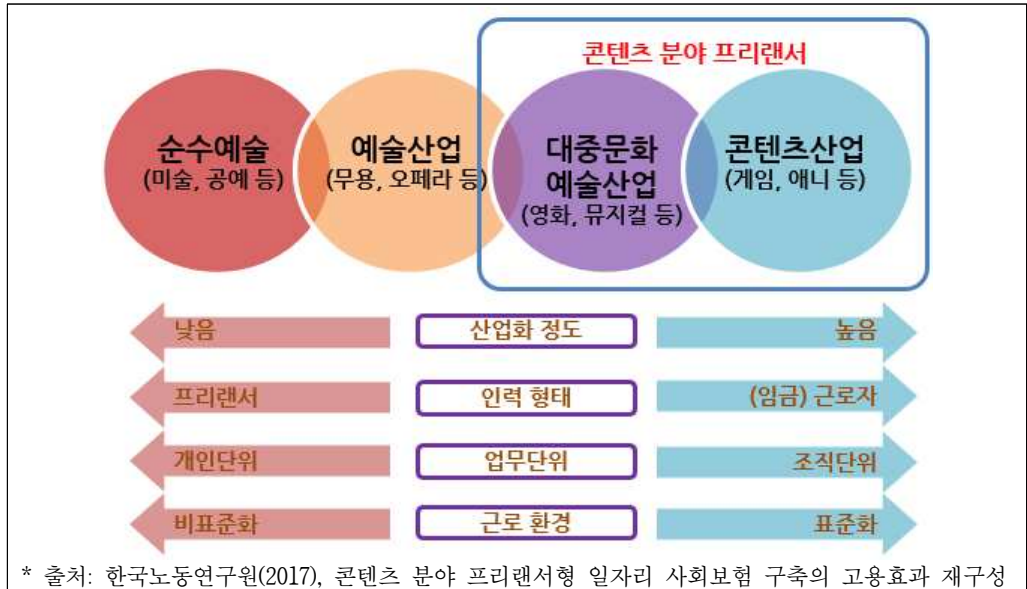 콘텐츠 분야 프리랜서
순수예술
(미술, 공예 등)
예술산업
(무용, 오페라 등)
대중문화
예술산업
(영화, 뮤지컬 등)
콘텐츠산업
(게임, 애니 등)
낮음 산업화 정도 높음
프리랜서 인력 형태 (임금) 근로자
개인단위 업무단위 조직단위
비표준화 근로 환경 표준화
* 출처: 한국노동연구원(2017), 콘텐츠 분야 프리랜서형 일자리 사회보험 구축의 고용효과 재구성